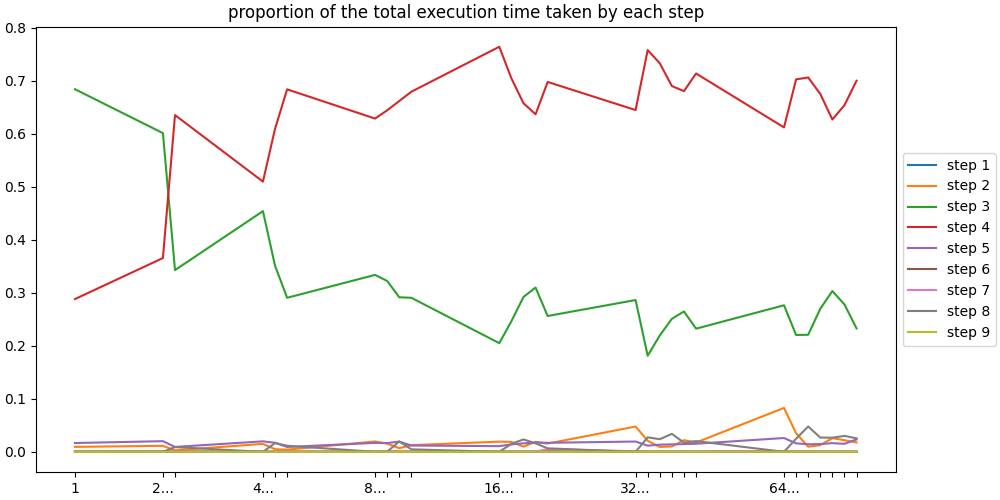 proportion of the total execution time taken by each step
0.8
0.7
0.6
0.5
0.4
0.3
0.2
0.1
0.0
1 2... 4... 8... 16... 32... 64...
step 1
step 2
step 3
step 4
step 5
step 6
step 7
step 8
step 9